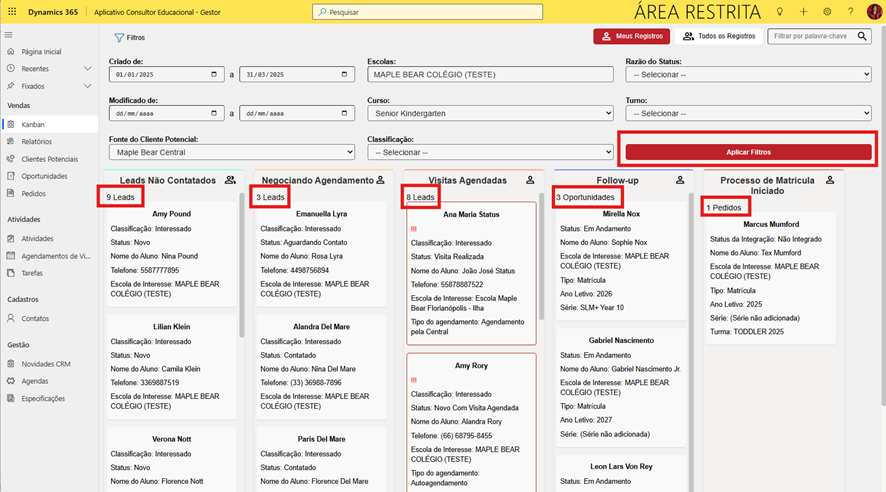 Dynamics 365
Aplicativo Consultor Educacional - Gestor
Pesquisar
ÁREA RESTRITA
Página Inicial
Recentes
Fixados
Vendas
Kanban
Relatórios
Clientes Potenciais
Oportunidades
Pedidos
Atividades
Atividades
Agendamentos de Vi...
Tarefas
Cadastros
Contatos
Gestão
Novidades CRM
Agendas
Especificações
Filtros
Meus Registros
Todos os Registros
Filtrar por palavra-chave
Criado de:
01/01/2025 a 31/03/2025
Escolas:
MAPLE BEAR COLÉGIO (TESTE)
Razão do Status:
-- Selecionar --
Modificado de:
dd/mm/aaaa a dd/mm/aaaa
Curso:
Senior Kindergarten
Turno:
-- Selecionar --
Fonte do Cliente Potencial:
Maple Bear Central
Classificação:
-- Selecionar --
Aplicar Filtros
Leads Não Contatados
9 Leads
Amy Pound
Classificação: Interessado
Status: Novo
Nome do Aluno: Nina Pound
Telefone: 5587777895
Escola de Interesse: MAPLE BEAR
COLÉGIO (TESTE)
Lilian Klein
Classificação: Interessado
Status: Novo
Nome do Aluno: Camila Klein
Telefone: 3369887519
Escola de Interesse: MAPLE BEAR
COLÉGIO (TESTE)
Verona Nott
Classificação: Interessado
Status: Novo
Nome do Aluno: Florence Nott
Negociando Agendamento
3 Leads
Emanuella Lyra
Classificação: Interessado
Status: Aguardando Contato
Nome do Aluno: Rosa Lyra
Telefone: 4498756894
Escola de Interesse: MAPLE BEAR
COLÉGIO (TESTE)
Alandra Del Mare
Classificação: Interessado
Status: Contatado
Nome do Aluno: Nina Del Mare
Telefone: (33) 36988-7896
Escola de Interesse: MAPLE BEAR
COLÉGIO (TESTE)
Paris Del Mare
Classificação: Interessado
Status: Contatado
Nome do Aluno: Florence Del Mar
Visitas Agendadas
8 Leads
Ana Maria Status
!!!
Classificação: Interessado
Status: Visita Realizada
Nome do Aluno: João José Status
Telefone: 55878887522
Escola de Interesse: Escola Maple
Bear Florianópolis - Ilha
Tipo do agendamento: Agendamento
pela Central
Amy Rory
!!!
Classificação: Interessado
Status: Novo Com Visita Agendada
Nome do Aluno: Alandra Rory
Telefone: (66) 68795-8455
Escola de Interesse: MAPLE BEAR
COLÉGIO (TESTE)
Tipo do agendamento:
Autoagendamento
Follow-up
3 Oportunidades
Mirella Nox
Status: Em Andamento
Nome do Aluno: Sophie Nox
Escola de Interesse: MAPLE BEAR
COLÉGIO (TESTE)
Tipo: Matrícula
Ano Letivo: 2026
Série: SLM+ Year 10
Gabriel Nascimento
Status: Em Andamento
Nome do Aluno: Gabriel Nascimento Jr.
Escola de Interesse: MAPLE BEAR
COLÉGIO (TESTE)
Tipo: Matrícula
Ano Letivo: 2027
Série: (Série não adicionada)
Leon Lars Von Rey
Status: Em Andamento
Processo de Matrícula
Iniciado
1 Pedidos
Marcus Mumford
Status da Integração: Não Integrado
Nome do Aluno: Tex Mumford
Escola de Interesse: MAPLE BEAR
COLÉGIO (TESTE)
Tipo: Matrícula
Ano Letivo: 2025
Série: (Série não adicionada)
Turma: TODDLER 2025